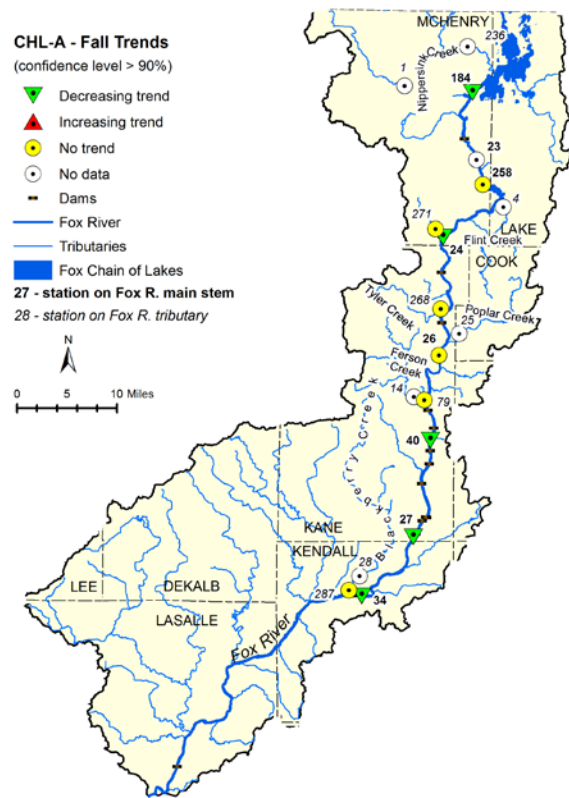 CHL-A - Fall Trends
(confidence level > 90%)
Decreasing trend
Increasing trend
No trend
No data
Dams
Fox River
Tributaries
Fox Chain of Lakes
27 - station on Fox R. main stem
28 - station on Fox R. tributary
N
0 5 10 Miles
MCHENRY
236
Nippersink Creek
1
184
23
258
4
271
LAKE
24
Flint Creek
COOK
268
Tyler Creek
Poplar Creek
25
26
Ferson
Creek
14
79
40
Blackberry Creek
27
KANE
KENDALL
28
LEE
DEKALB
287
34
LASALLE
Fox River